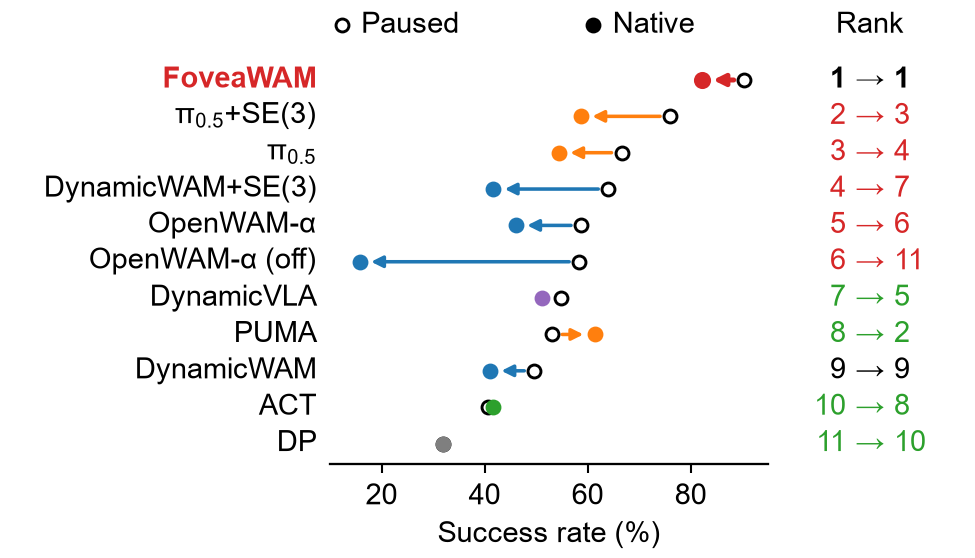 Paused Native Rank
FoveaWAM 1 → 1
π₀.₅+SE(3) 2 → 3
π₀.₅ 3 → 4
DynamicWAM+SE(3) 4 → 7
OpenWAM-α 5 → 6
OpenWAM-α (off) 6 → 11
DynamicVLA 7 → 5
PUMA 8 → 2
DynamicWAM 9 → 9
ACT 10 → 8
DP 11 → 10
20 40 60 80
Success rate (%)